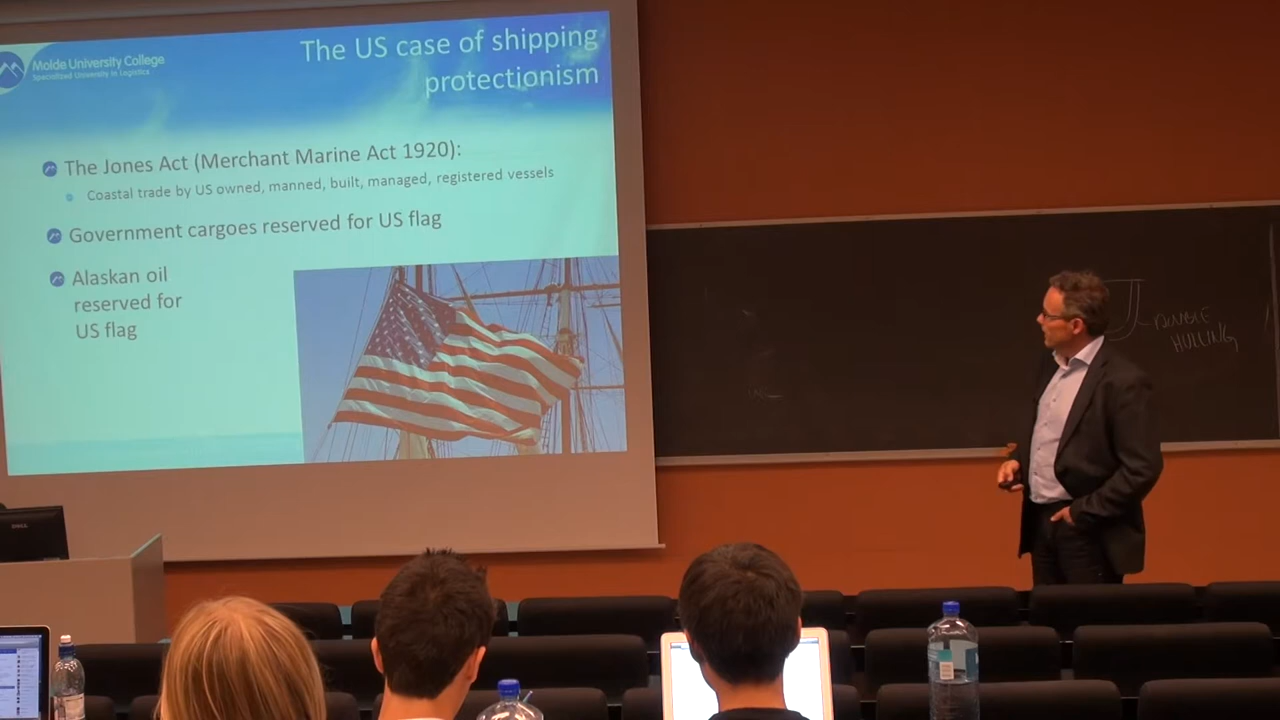 Molde University College
Specialized University in Logistics
The US case of shipping
protectionism
The Jones Act (Merchant Marine Act 1920):
Coastal trade by US owned, manned, built, managed, registered vessels
Government cargoes reserved for US flag
Alaskan oil
reserved for
US flag
DOUBLE
HULLING
DELL